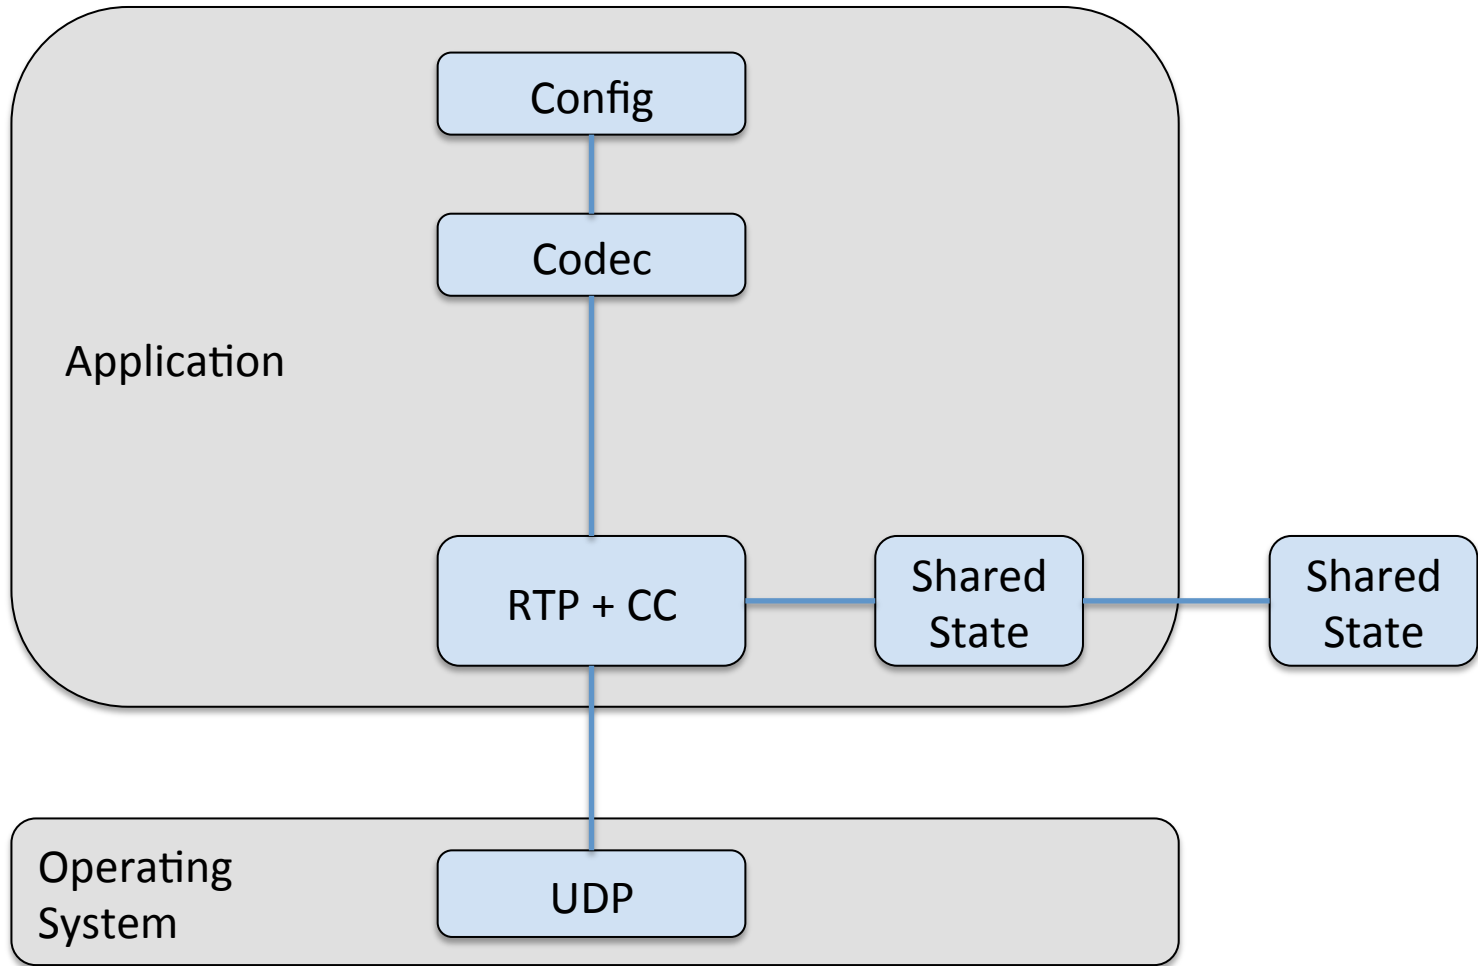 Config
Codec
Application
RTP + CC
Shared
State
Shared
State
Operating
System
UDP